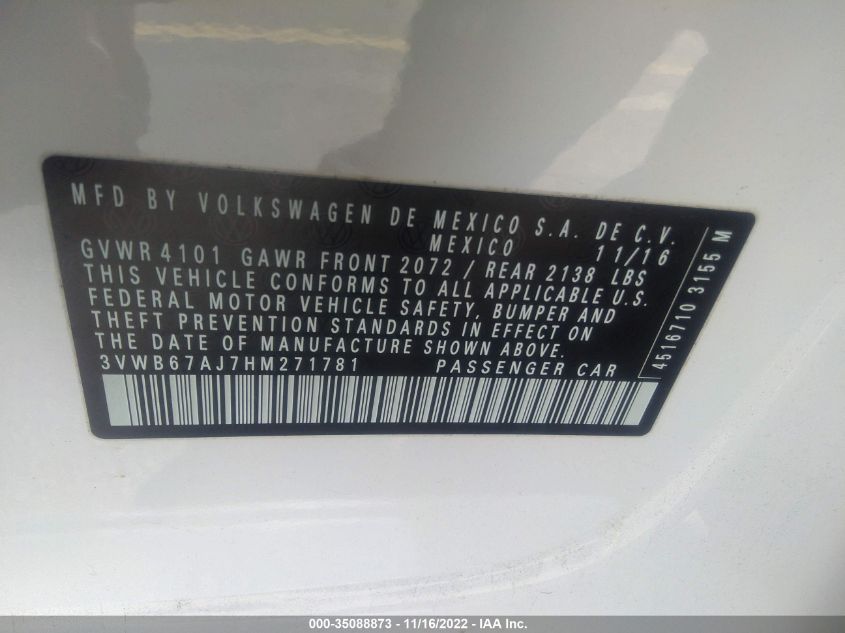 MFD BY VOLKSWAGEN DE MEXICO S.A. DE C.V.
MEXICO 11/16
GVWR 4101 GAWR FRONT 2072 / REAR 2138 LBS
THIS VEHICLE CONFORMS TO ALL APPLICABLE U.S.
FEDERAL MOTOR VEHICLE SAFETY, BUMPER AND
THEFT PREVENTION STANDARDS IN EFFECT ON
THE DATE OF MANUFACTURE SHOWN ABOVE.
3VWB67AJ7HM271781 PASSENGER CAR
4516710 3155 M
000-35088873 - 11/16/2022 - IAA Inc.